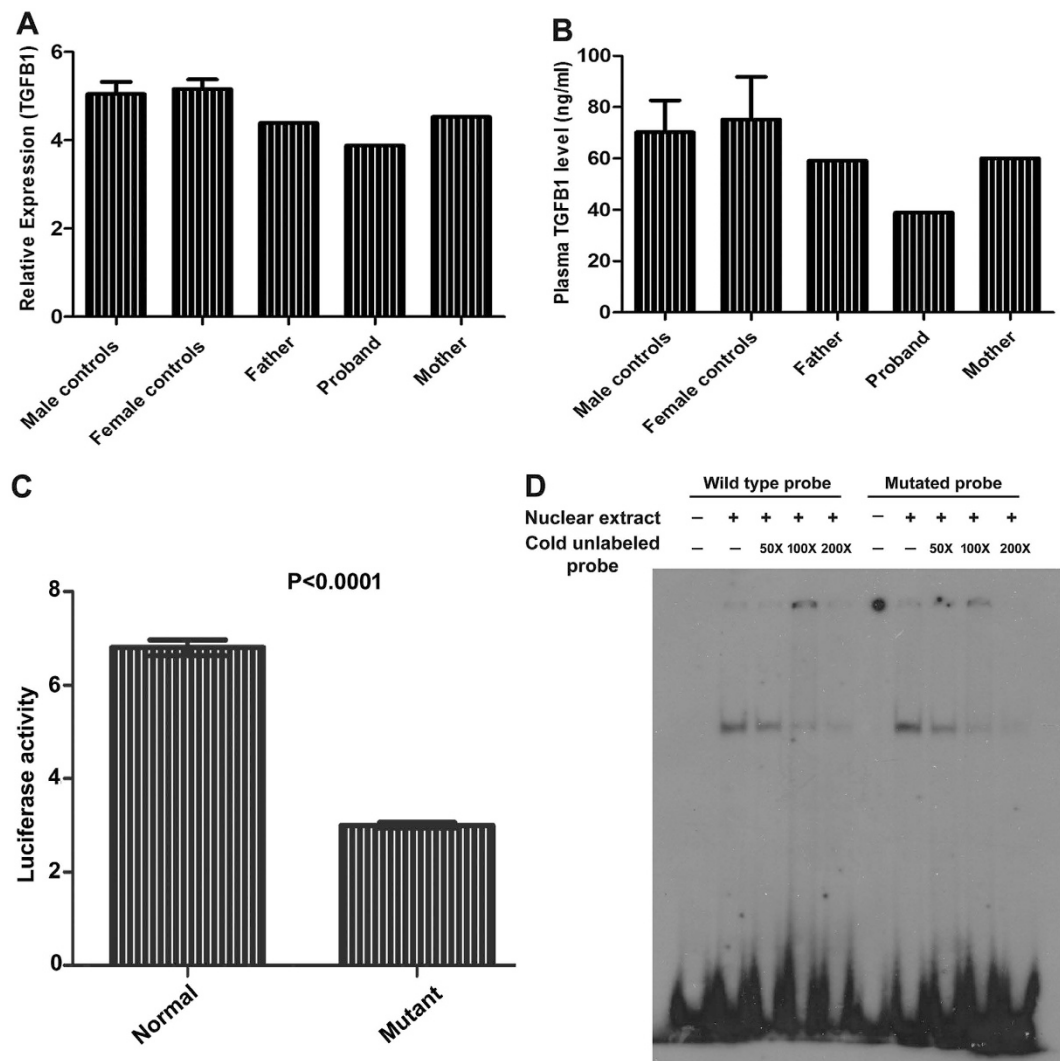 A
Relative Expression (TGFB1)
6
4
2
0
Male controls
Female controls
Father
Proband
Mother
B
Plasma TGFB1 level (ng/ml)
100
80
60
40
20
0
Male controls
Female controls
Father
Proband
Mother
C
P<0.0001
Luciferase activity
8
6
4
2
0
Normal
Mutant
D
Wild type probe Mutated probe
Nuclear extract − + + + + − + + + +
Cold unlabeled − − 50X 100X 200X − − 50X 100X 200X
probe